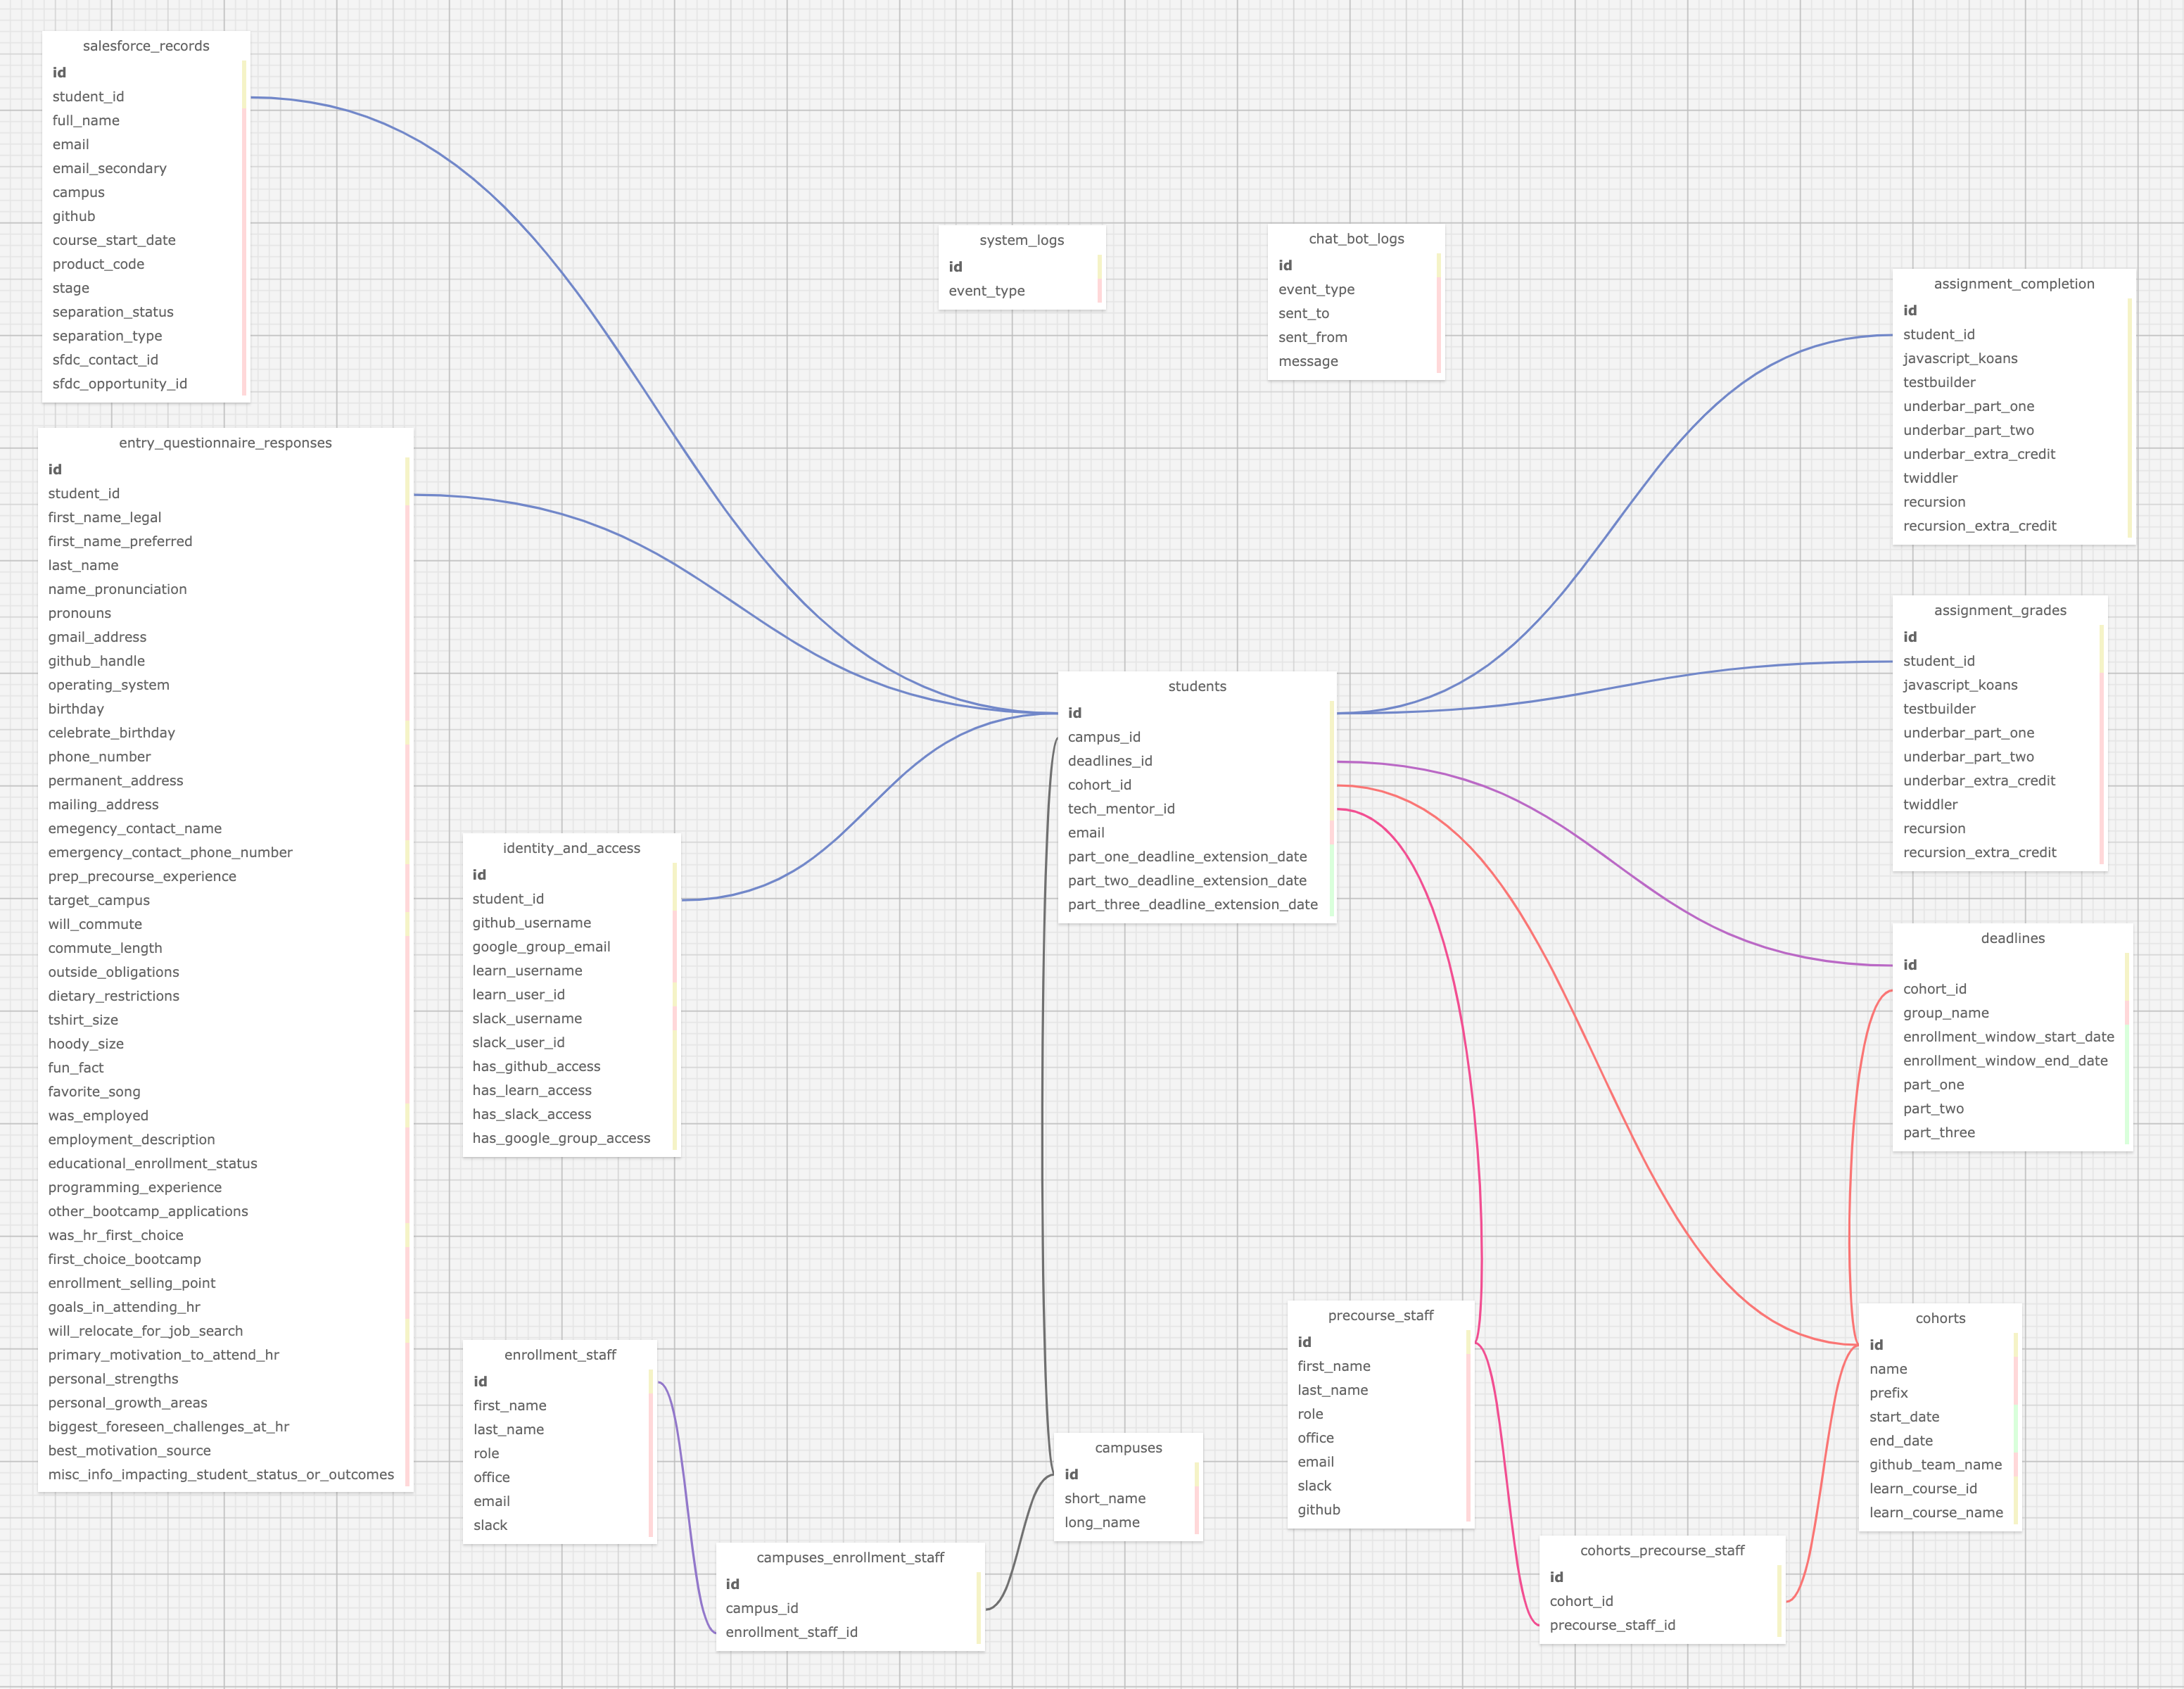 salesforce_records
id
student_id
full_name
email
email_secondary
campus
github
course_start_date
product_code
stage
separation_status
separation_type
sfdc_contact_id
sfdc_opportunity_id
entry_questionnaire_responses
id
student_id
first_name_legal
first_name_preferred
last_name
name_pronunciation
pronouns
gmail_address
github_handle
operating_system
birthday
celebrate_birthday
phone_number
permanent_address
mailing_address
emegency_contact_name
emergency_contact_phone_number
prep_precourse_experience
target_campus
will_commute
commute_length
outside_obligations
dietary_restrictions
tshirt_size
hoody_size
fun_fact
favorite_song
was_employed
employment_description
educational_enrollment_status
programming_experience
other_bootcamp_applications
was_hr_first_choice
first_choice_bootcamp
enrollment_selling_point
goals_in_attending_hr
will_relocate_for_job_search
primary_motivation_to_attend_hr
personal_strengths
personal_growth_areas
biggest_foreseen_challenges_at_hr
best_motivation_source
misc_info_impacting_student_status_or_outcomes
identity_and_access
id
student_id
github_username
google_group_email
learn_username
learn_user_id
slack_username
slack_user_id
has_github_access
has_learn_access
has_slack_access
has_google_group_access
enrollment_staff
id
first_name
last_name
role
office
email
slack
campuses_enrollment_staff
id
campus_id
enrollment_staff_id
system_logs
id
event_type
chat_bot_logs
id
event_type
sent_to
sent_from
message
students
id
campus_id
deadlines_id
cohort_id
tech_mentor_id
email
part_one_deadline_extension_date
part_two_deadline_extension_date
part_three_deadline_extension_date
campuses
id
short_name
long_name
precourse_staff
id
first_name
last_name
role
office
email
slack
github
cohorts_precourse_staff
id
cohort_id
precourse_staff_id
assignment_completion
id
student_id
javascript_koans
testbuilder
underbar_part_one
underbar_part_two
underbar_extra_credit
twiddler
recursion
recursion_extra_credit
assignment_grades
id
student_id
javascript_koans
testbuilder
underbar_part_one
underbar_part_two
underbar_extra_credit
twiddler
recursion
recursion_extra_credit
deadlines
id
cohort_id
group_name
enrollment_window_start_date
enrollment_window_end_date
part_one
part_two
part_three
cohorts
id
name
prefix
start_date
end_date
github_team_name
learn_course_id
learn_course_name